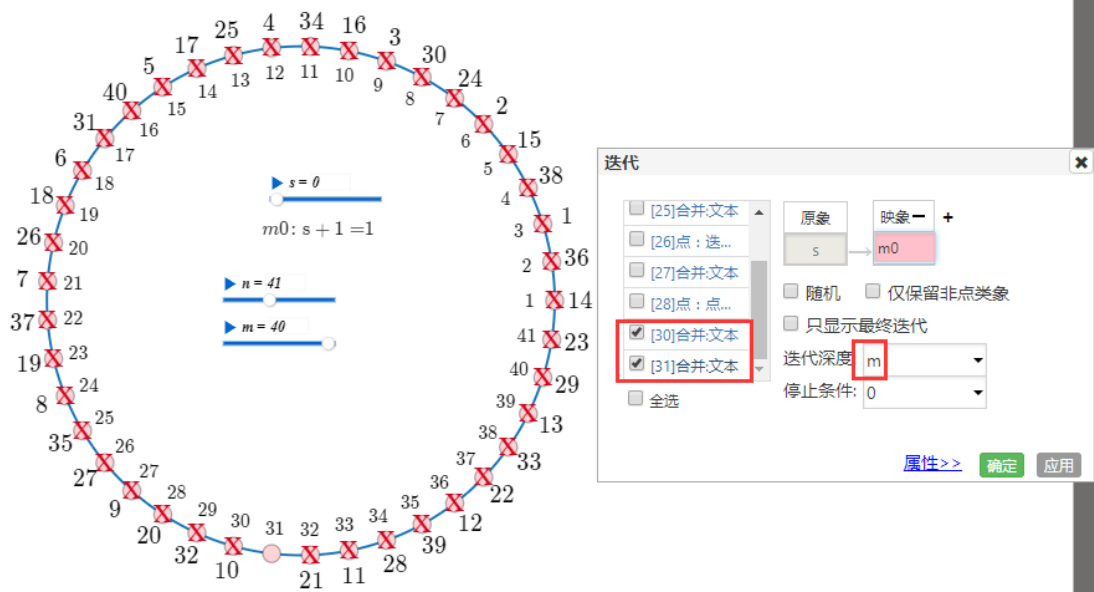 4 34 16
25 3
17 30
5 13 12 11 10 9 24
40 14 8 2
31 15 7 15
6 16 6 38
18 17 5 1
26 18 4 36
7 19 3 14
37 20 2 23
19 21 1 29
8 22 41 13
35 23 40 33
27 24 39 22
9 25 38 12
20 26 37 39
32 27 36 28
10 28 35 11
29 34 21
30 31 32 33
s = 0
m0: s + 1 =1
n = 41
m = 40
迭代
[25]合并:文本
[26]点：迭...
[27]合并:文本
[28]点：点...
[30]合并:文本
[31]合并:文本
全选
原象 映象 +
s m0
随机 仅保留非点类象
只显示最终迭代
迭代深度: m
停止条件: 0
属性>> 确定 应用